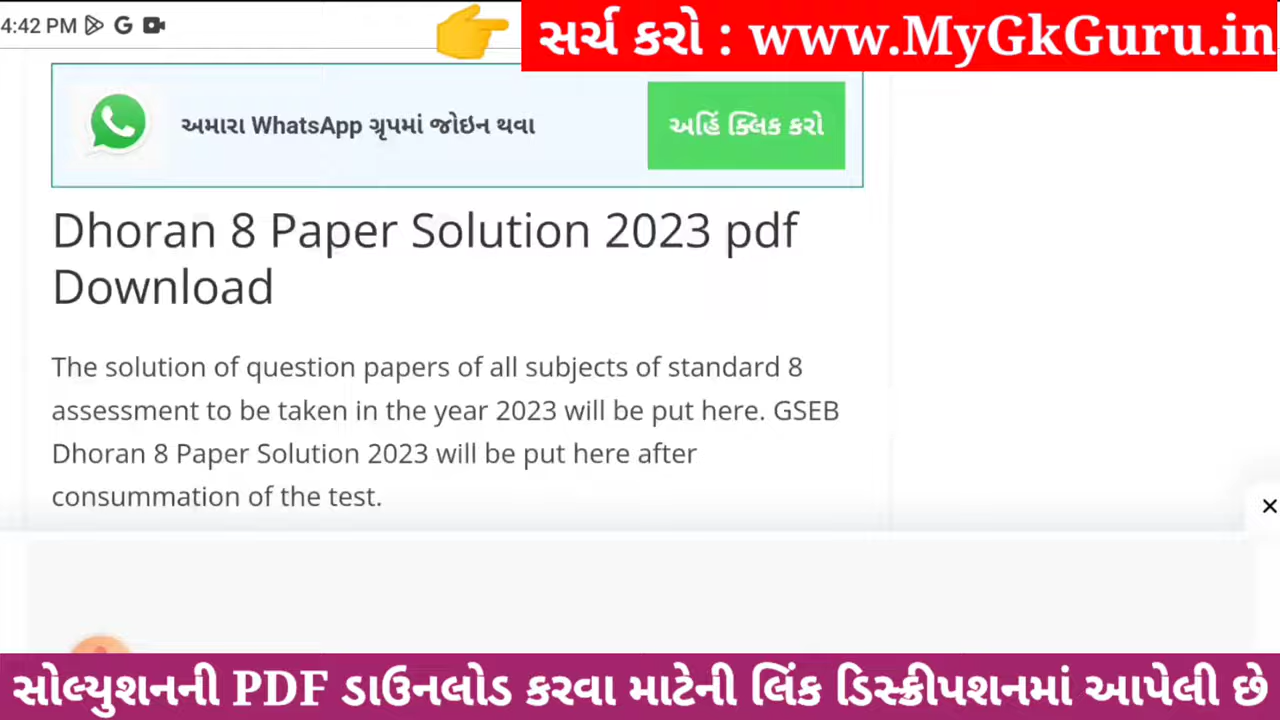 4:42 PM
👉 સર્ચ કરો : www.MyGkGuru.in
અમારા WhatsApp ગ્રૃપમાં જોઇન થવા
અહિં ક્લિક કરો
Dhoran 8 Paper Solution 2023 pdf
Download
The solution of question papers of all subjects of standard 8
assessment to be taken in the year 2023 will be put here. GSEB
Dhoran 8 Paper Solution 2023 will be put here after
consummation of the test.
સોલ્યુશનની PDF ડાઉનલોડ કરવા માટેની લિંક ડિસ્ક્રીપશનમાં આપેલી છે